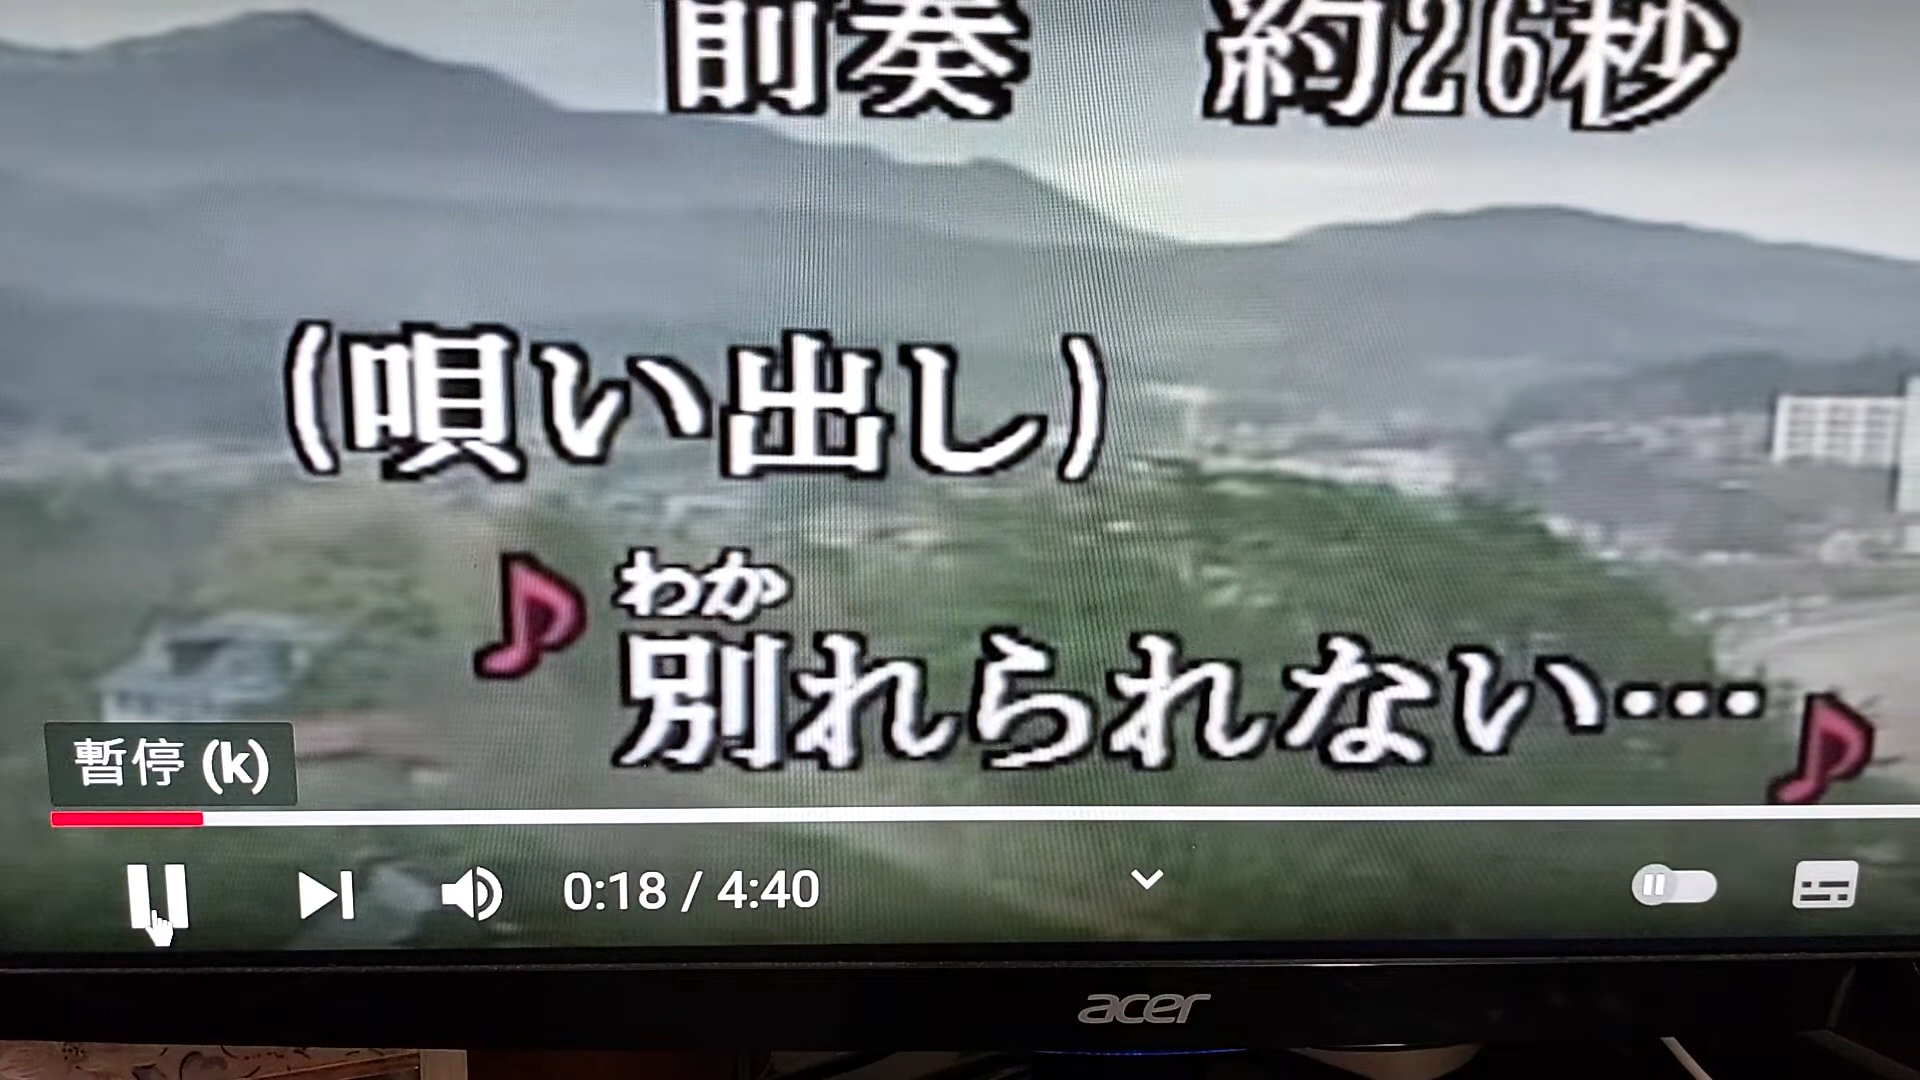 前奏　約26秒
(唄い出し)
わか
別れられない…
暫停 (k)
0:18 / 4:40
acer